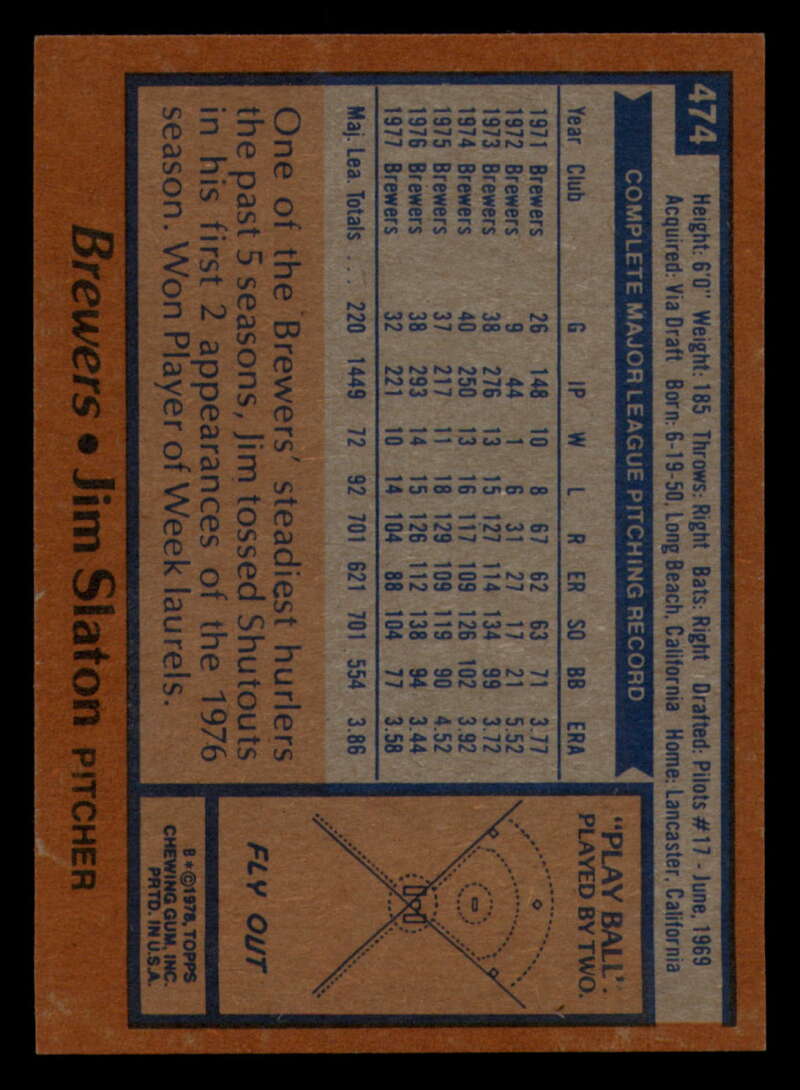 474
Height: 6'0" Weight: 185 Throws: Right Bats: Right Drafted: Pilots #17 - June, 1969
Acquired: Via Draft Born: 6-19-50, Long Beach, California Home: Lancaster, California
COMPLETE MAJOR LEAGUE PITCHING RECORD
Year Club G IP W L R ER SO BB ERA
1971 Brewers 26 148 10 8 67 62 63 71 3.77
1972 Brewers 9 44 1 6 31 27 17 21 5.52
1973 Brewers 38 276 13 15 127 114 134 99 3.72
1974 Brewers 40 250 13 16 117 109 126 102 3.92
1975 Brewers 37 217 11 18 129 109 119 90 4.52
1976 Brewers 38 293 14 15 126 112 138 94 3.44
1977 Brewers 32 221 10 14 104 88 104 77 3.58
Maj. Lea. Totals . . . 220 1449 72 92 701 621 701 554 3.86
One of the Brewers' steadiest hurlers
the past 5 seasons, Jim tossed Shutouts
in his first 2 appearances of the 1976
season. Won Player of Week laurels.
"PLAY BALL":
PLAYED BY TWO.
FLY OUT
B*©1978, TOPPS
CHEWING GUM, INC.
PRTD. IN U.S.A.
Brewers • Jim Slaton PITCHER